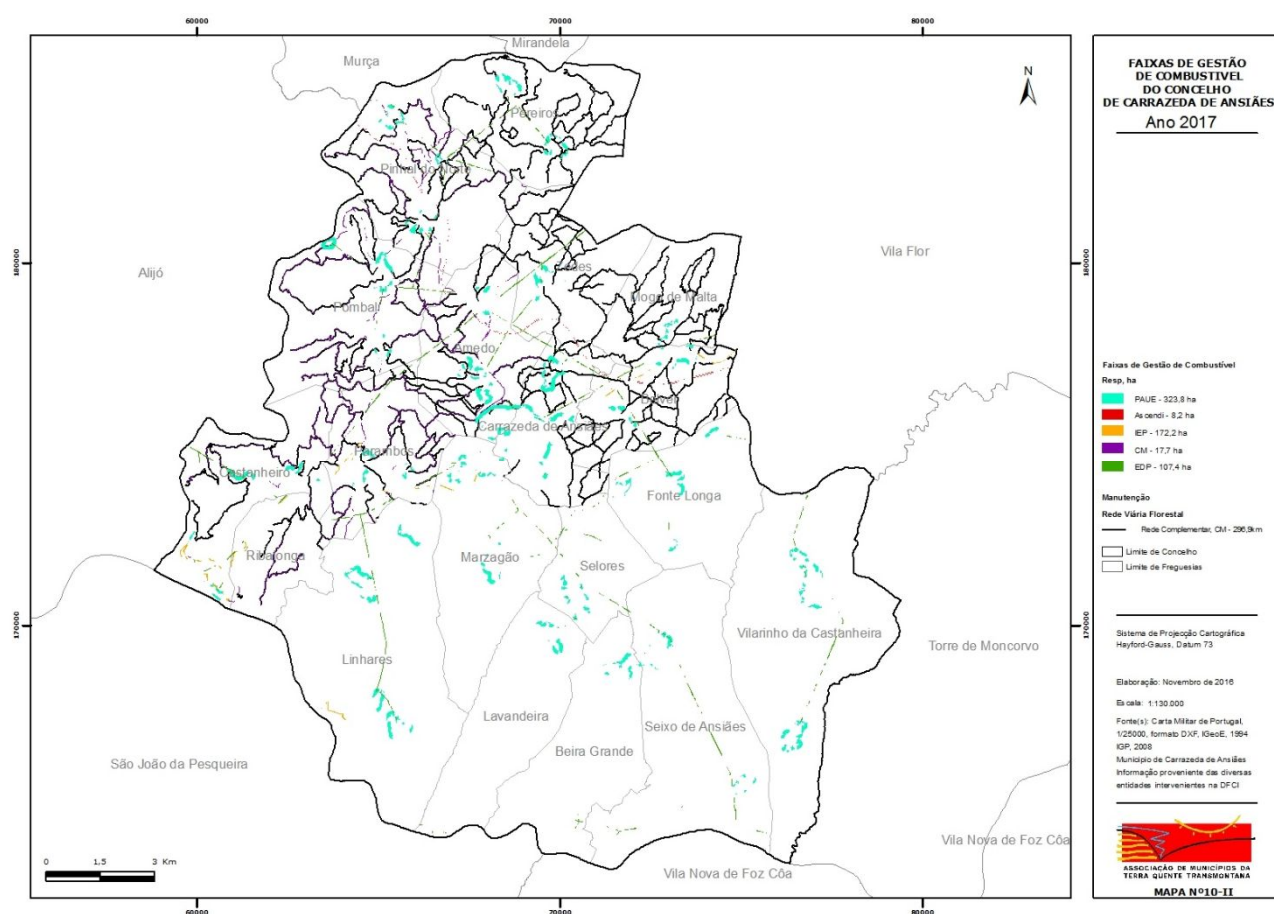 60000
70000
80000
Mirandela
Murça
N
Pereiros
Pinhal do Norte
180000
180000
Alijó
Vila Flor
Mogo de Malta
Pombal
Amedo
Carrazeda de Ansiães
Parambos
Castanheiro
Fonte Longa
Ribalonga
Marzagão
Selores
170000
170000
Vilarinho da Castanheira
Torre de Moncorvo
Linhares
Lavandeira
Seixo de Ansiães
Beira Grande
São João da Pesqueira
Vila Nova de Foz Côa
Vila Nova de Foz Côa
0 1,5 3 Km
60000
70000
80000
FAIXAS DE GESTÃO
DE COMBUSTIVEL
DO CONCELHO
DE CARRAZEDA DE ANSIÃES
Ano 2017
Faixas de Gestão de Combustível
Resp, ha
PAUE - 323,8 ha
Ascendi - 8,2 ha
IEP - 172,2 ha
CM - 17,7 ha
EDP - 107,4 ha
Manutenção
Rede Viária Florestal
Rede Complementar, CM - 296,9km
Limite de Concelho
Limite de Freguesias
Sistema de Projecção Cartográfica
Hayford-Gauss, Datum 73
Elaboração: Novembro de 2016
Escala: 1:130.000
Fonte(s): Carta Militar de Portugal,
1/25000, formato DXF, IGeoE, 1994
IGP, 2008
Municipio de Carrazeda de Ansiães
Informação proveniente das diversas
entidades intervenientes na DFCI
ASSOCIAÇÃO DE MUNICÍPIOS DA
TERRA QUENTE TRANSMONTANA
MAPA Nº10-II